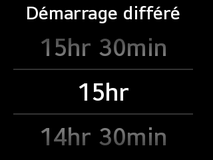 Démarrage différé
15hr 30min
15hr
14hr 30min